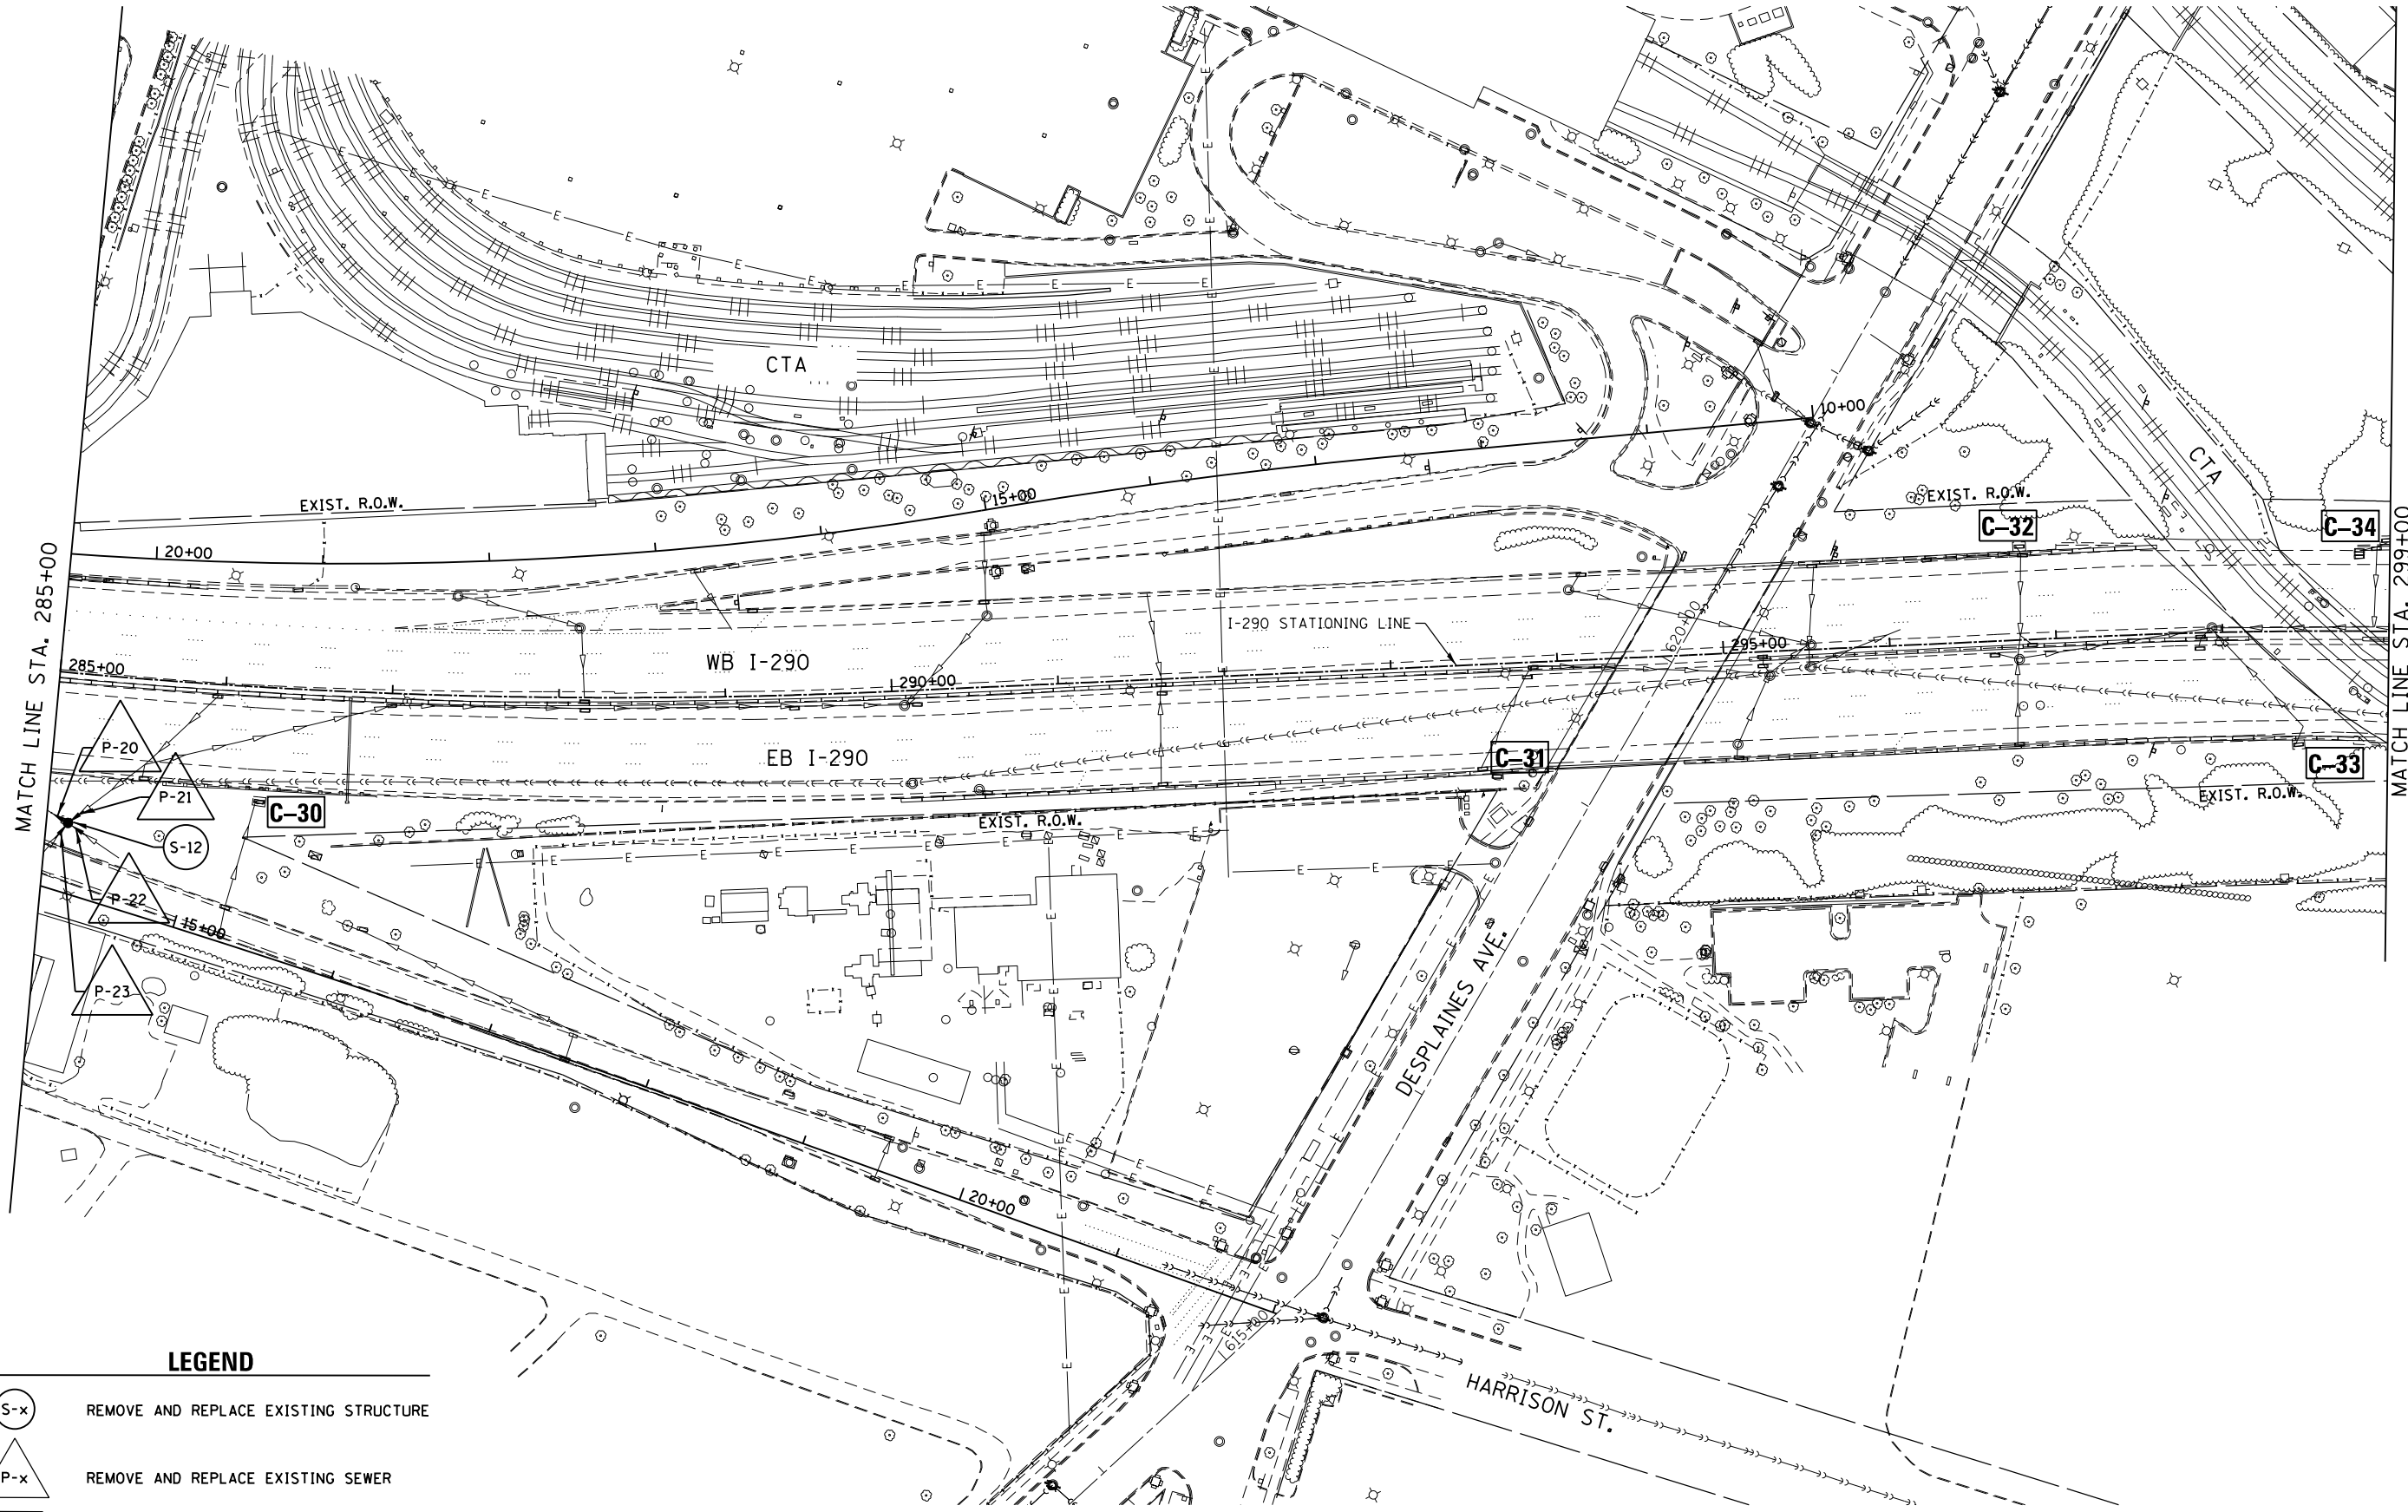 CTA
10+00
CTA
EXIST. R.O.W.
15+00
EXIST. R.O.W.
C-32
C-34
20+00
MATCH LINE STA. 285+00
MATCH LINE STA. 299+00
I-290 STATIONING LINE
620+00
295+00
WB I-290
285+00
290+00
P-20
EB I-290
C-31
C-33
P-21
C-30
EXIST. R.O.W.
EXIST. R.O.W.
S-12
P-22
15+00
P-23
DESPLAINES AVE.
20+00
615+00
HARRISON ST.
LEGEND
S-x REMOVE AND REPLACE EXISTING STRUCTURE
P-x REMOVE AND REPLACE EXISTING SEWER